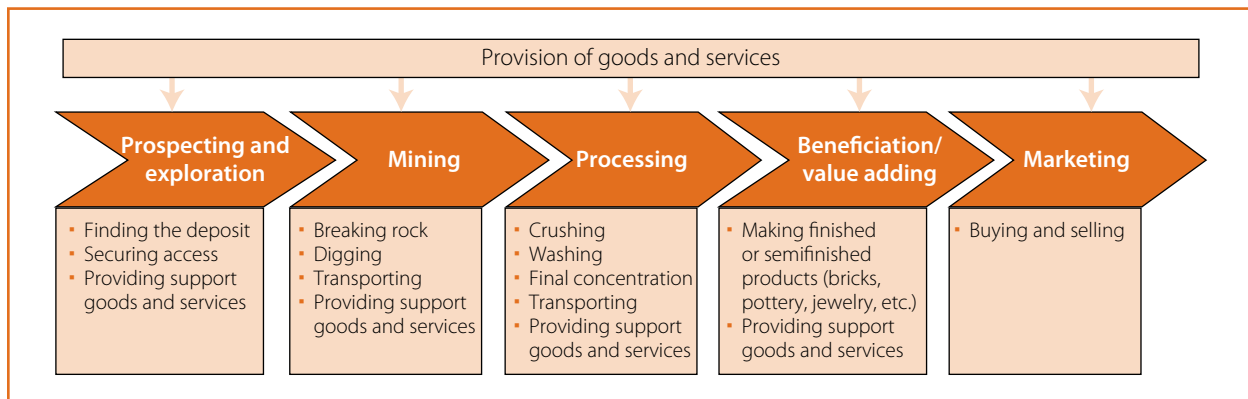 Provision of goods and services
Prospecting and
exploration
Mining
Processing
Beneficiation/
value adding
Marketing
▪ Finding the deposit
▪ Securing access
▪ Providing support
goods and services
▪ Breaking rock
▪ Digging
▪ Transporting
▪ Providing support
goods and services
▪ Crushing
▪ Washing
▪ Final concentration
▪ Transporting
▪ Providing support
goods and services
▪ Making finished
or semifinished
products (bricks,
pottery, jewelry, etc.)
▪ Providing support
goods and services
▪ Buying and selling